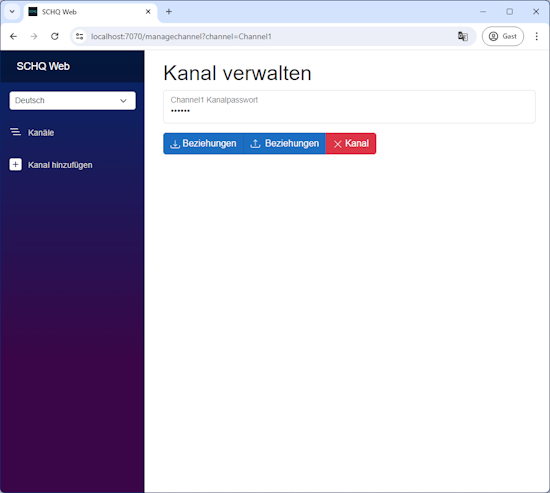 SCHQ Web
localhost:7070/managechannel?channel=Channel1
Gast
SCHQ Web
Deutsch
Kanäle
Kanal hinzufügen
Kanal verwalten
Channel1 Kanalpasswort
••••••
Beziehungen
Beziehungen
Kanal